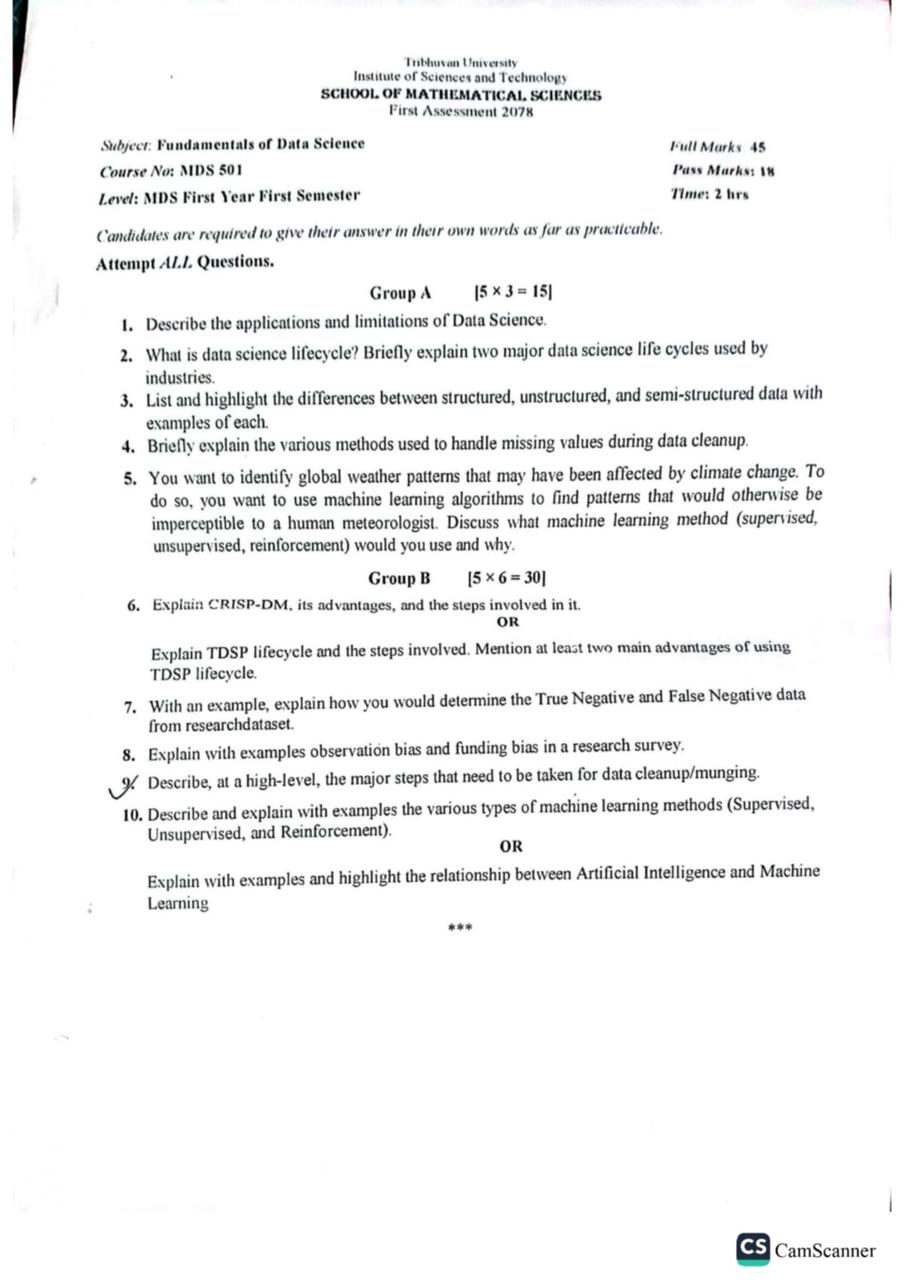 Tribhuvan University
Institute of Sciences and Technology
SCHOOL OF MATHEMATICAL SCIENCES
First Assessment 2078
Subject: Fundamentals of Data Science Full Marks 45
Course No: MDS 501 Pass Marks: 18
Level: MDS First Year First Semester Time: 2 hrs
Candidates are required to give their answer in their own words as far as practicable.
Attempt ALL Questions.
Group A [5 × 3 = 15]
1. Describe the applications and limitations of Data Science.
2. What is data science lifecycle? Briefly explain two major data science life cycles used by
industries.
3. List and highlight the differences between structured, unstructured, and semi-structured data with
examples of each.
4. Briefly explain the various methods used to handle missing values during data cleanup.
5. You want to identify global weather patterns that may have been affected by climate change. To
do so, you want to use machine learning algorithms to find patterns that would otherwise be
imperceptible to a human meteorologist. Discuss what machine learning method (supervised,
unsupervised, reinforcement) would you use and why.
Group B [5 × 6 = 30]
6. Explain CRISP-DM, its advantages, and the steps involved in it.
OR
Explain TDSP lifecycle and the steps involved. Mention at least two main advantages of using
TDSP lifecycle.
7. With an example, explain how you would determine the True Negative and False Negative data
from researchdataset.
8. Explain with examples observation bias and funding bias in a research survey.
9. Describe, at a high-level, the major steps that need to be taken for data cleanup/munging.
10. Describe and explain with examples the various types of machine learning methods (Supervised,
Unsupervised, and Reinforcement).
OR
Explain with examples and highlight the relationship between Artificial Intelligence and Machine
Learning
***
CS CamScanner